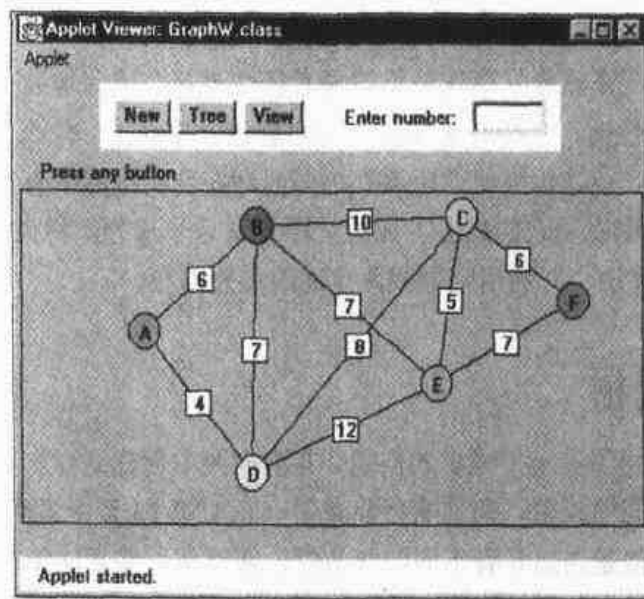 Applet Viewer: GraphW.class
Applet
New Tree View Enter number:
Press any button
B 10 C
6 6
F
7 5
A 7 8 7
E
4
12
D
Applet started.